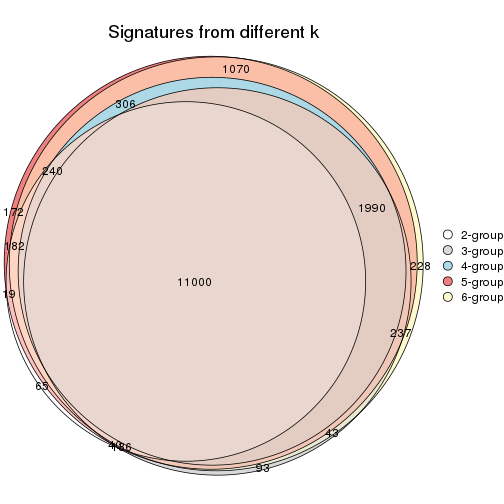 Signatures from different k
1070
306
240
1990
172
182
228
11000
19
237
65
43
86
93
2-group
3-group
4-group
5-group
6-group